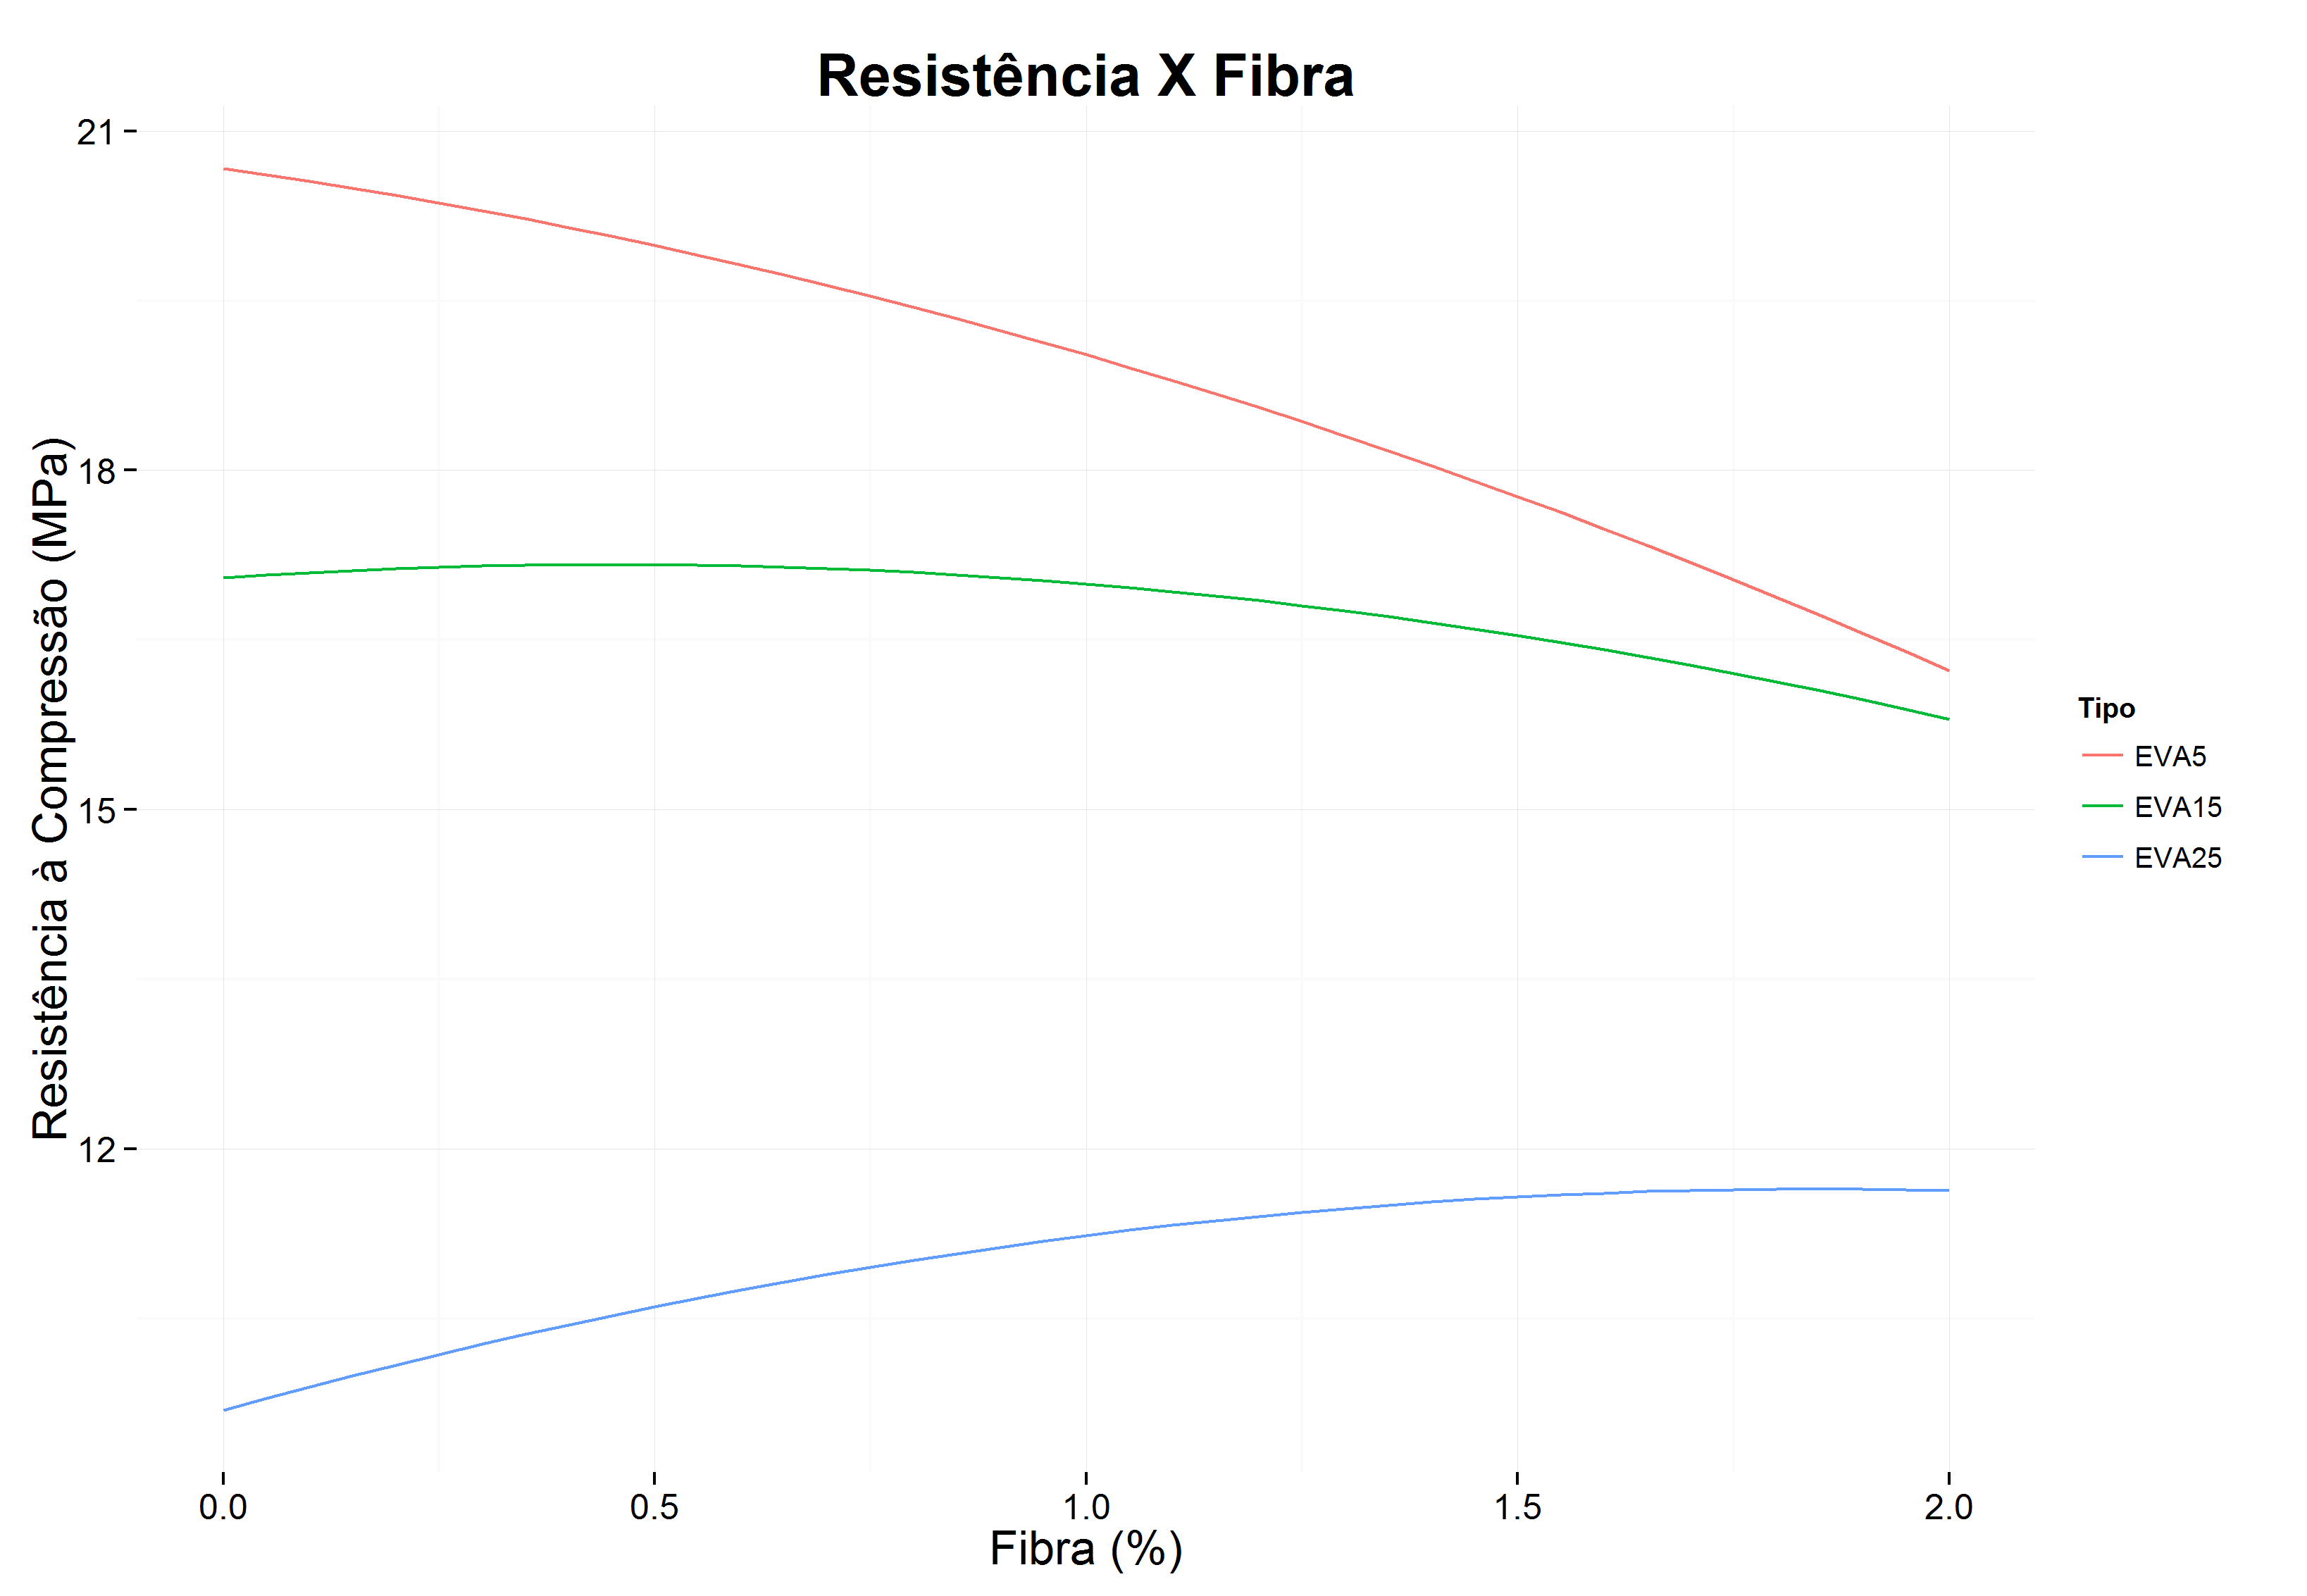 Resistência X Fibra
Resistência à Compressão (MPa)
21
18
15
12
0.0 0.5 1.0 1.5 2.0
Fibra (%)
Tipo
EVA5
EVA15
EVA25